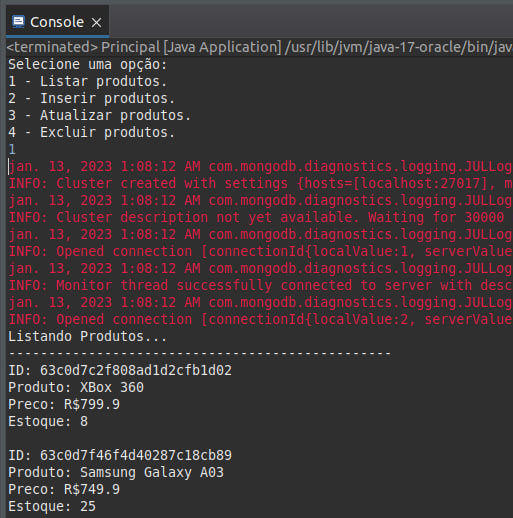 Console
<terminated> Principal [Java Application] /usr/lib/jvm/java-17-oracle/bin/jav
Selecione uma opção:
1 - Listar produtos.
2 - Inserir produtos.
3 - Atualizar produtos.
4 - Excluir produtos.
1
jan. 13, 2023 1:08:12 AM com.mongodb.diagnostics.logging.JULLog
INFO: Cluster created with settings {hosts=[localhost:27017], m
jan. 13, 2023 1:08:12 AM com.mongodb.diagnostics.logging.JULLog
INFO: Cluster description not yet available. Waiting for 30000
jan. 13, 2023 1:08:12 AM com.mongodb.diagnostics.logging.JULLog
INFO: Opened connection [connectionId{localValue:1, serverValue
jan. 13, 2023 1:08:12 AM com.mongodb.diagnostics.logging.JULLog
INFO: Monitor thread successfully connected to server with desc
jan. 13, 2023 1:08:12 AM com.mongodb.diagnostics.logging.JULLog
INFO: Opened connection [connectionId{localValue:2, serverValue
Listando Produtos...
------------------------------------------------
ID: 63c0d7c2f808ad1d2cfb1d02
Produto: XBox 360
Preco: R$799.9
Estoque: 8
ID: 63c0d7f46f4d40287c18cb89
Produto: Samsung Galaxy A03
Preco: R$749.9
Estoque: 25